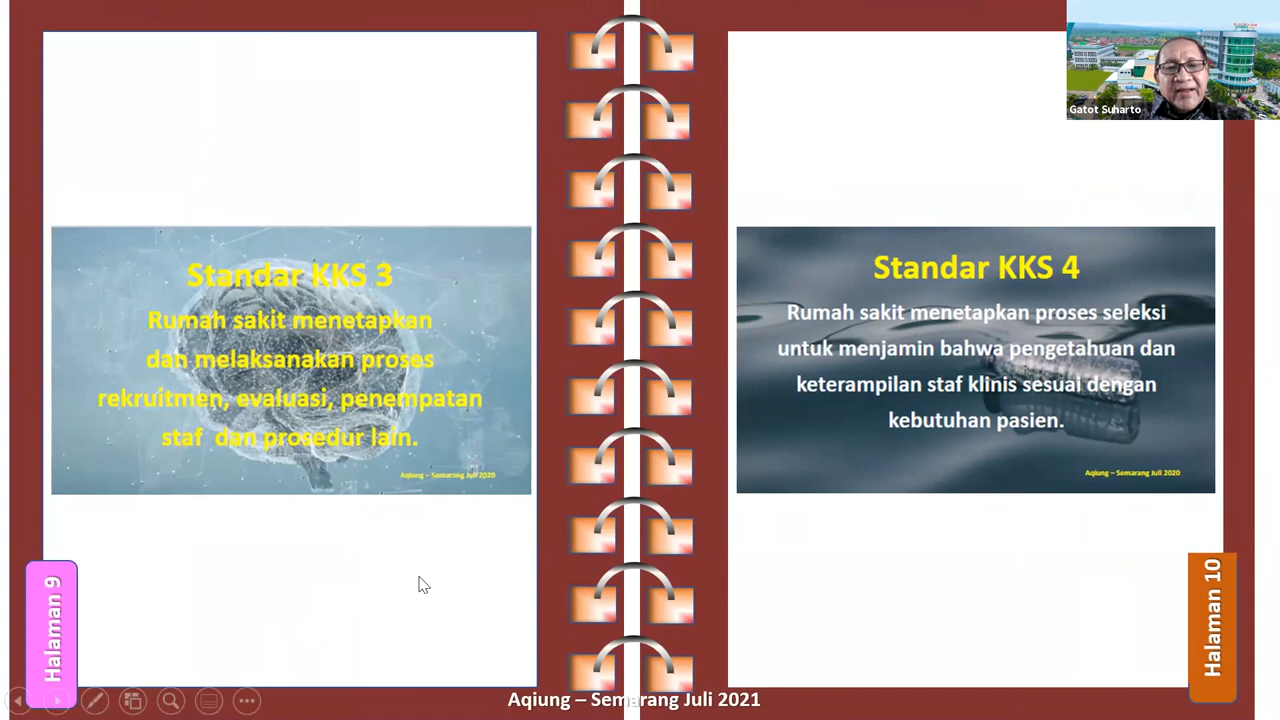 Standar KKS 3
Rumah sakit menetapkan
dan melaksanakan proses
rekruitmen, evaluasi, penempatan
staf dan prosedur lain.
Aqiung – Semarang Juli 2020
Halaman 9
Standar KKS 4
Rumah sakit menetapkan proses seleksi
untuk menjamin bahwa pengetahuan dan
keterampilan staf klinis sesuai dengan
kebutuhan pasien.
Aqiung – Semarang Juli 2020
Halaman 10
Gatot Suharto
Aqiung – Semarang Juli 2021